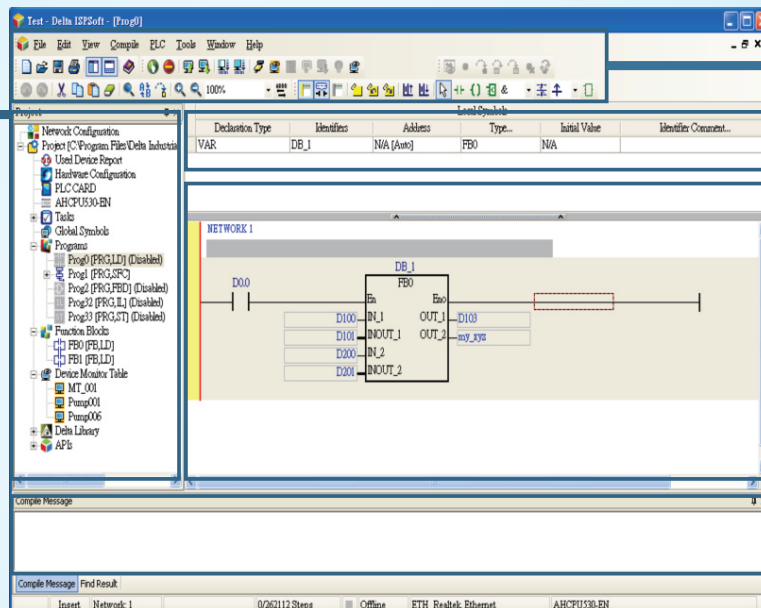 Test - Delta ISPSoft - [Prog0]
File Edit View Compile PLC Tools Window Help
100%
Local Symbols
Declaration Type Identifiers Address Type... Initial Value Identifier Comment...
VAR DB_1 N/A [Auto] FB0 N/A
Project
Network Configuration
Project [C:\Program Files\Delta Industria
Used Device Report
Hardware Configuration
PLC CARD
AHCPU530-EN
Tasks
Global Symbols
Programs
Prog0 [PRG,LD] (Disabled)
Prog1 [PRG,SFC]
Prog2 [PRG,FBD] (Disabled)
Prog32 [PRG,IL] (Disabled)
Prog33 [PRG,ST] (Disabled)
Function Blocks
FB0 [FB,LD]
FB1 [FB,LD]
Device Monitor Table
MT_001
Pump001
Pump006
Delta Library
APIs
NETWORK 1
DB_1
D0.0 FB0
En Eno
D100 IN_1 OUT_1 D103
D101 INOUT_1 OUT_2 my_xyz
D200 IN_2
D201 INOUT_2
Compile Message
Compile Message Find Result
Insert Network: 1 0/262112 Steps Offline ETH_Realtek Ethernet AHCPU530-EN